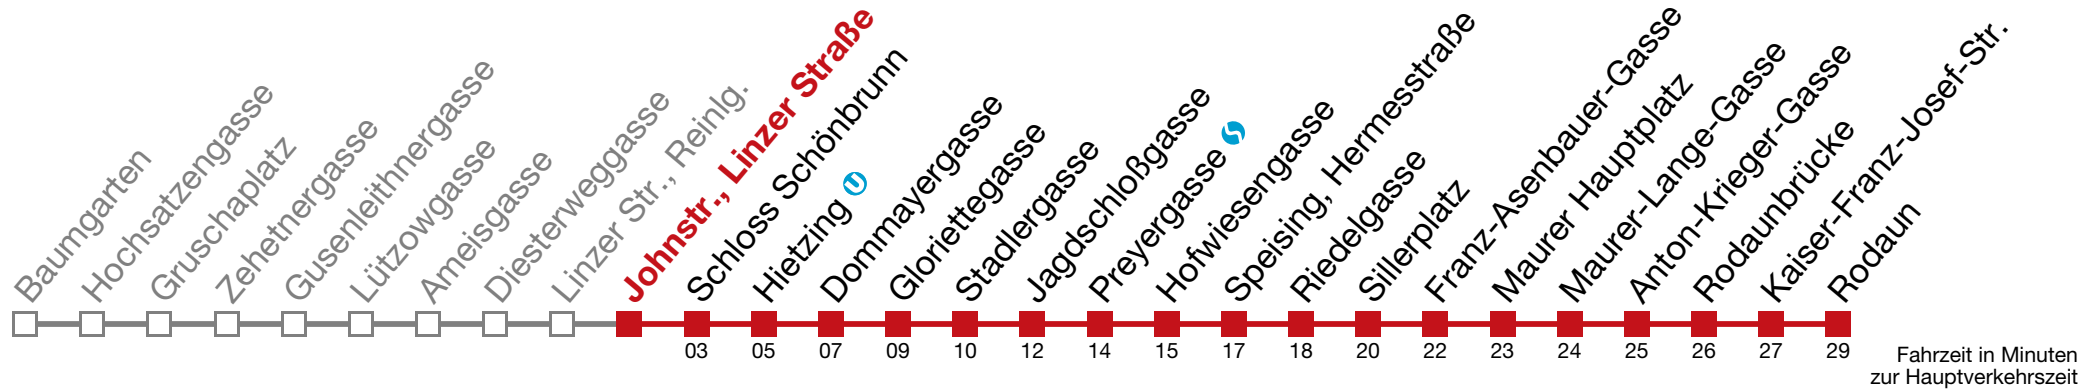 Baumgarten
Hochsatzengasse
Gruschaplatz
Zehetnergasse
Gusenleithnergasse
Lützowgasse
Ameisgasse
Diesterweggasse
Linzer Str., Reinlg.
Johnstr., Linzer Straße
Schloss Schönbrunn
Hietzing U
Dommayergasse
Gloriettegasse
Stadlergasse
Jagdschloßgasse
Preyergasse S
Hofwiesengasse
Speising, Hermesstraße
Riedelgasse
Sillerplatz
Franz-Asenbauer-Gasse
Maurer Hauptplatz
Maurer-Lange-Gasse
Anton-Krieger-Gasse
Rodaunbrücke
Kaiser-Franz-Josef-Str.
Rodaun
03 05 07 09 10 12 14 15 17 18 20 22 23 24 25 26 27 29
Fahrzeit in Minuten
zur Hauptverkehrszeit